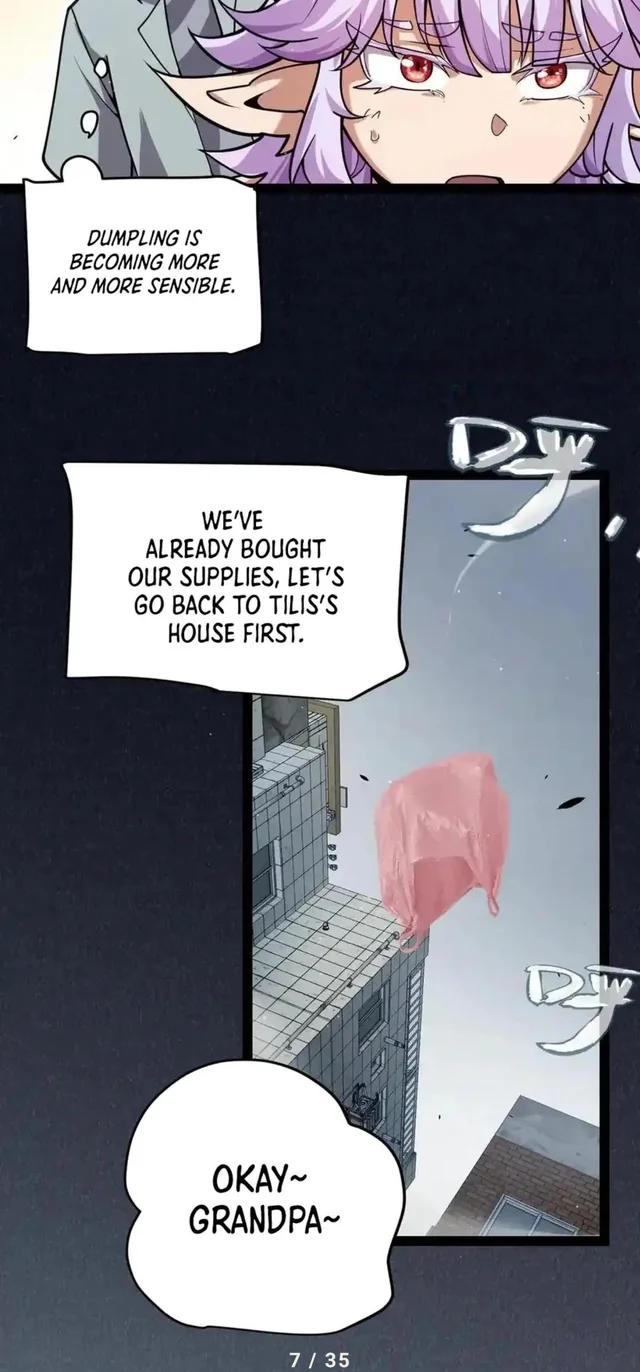 DUMPLING IS
BECOMING MORE
AND MORE SENSIBLE.
WE'VE
ALREADY BOUGHT
OUR SUPPLIES, LET'S
GO BACK TO TILIS'S
HOUSE FIRST.
OKAY~
GRANDPA~
7 / 35